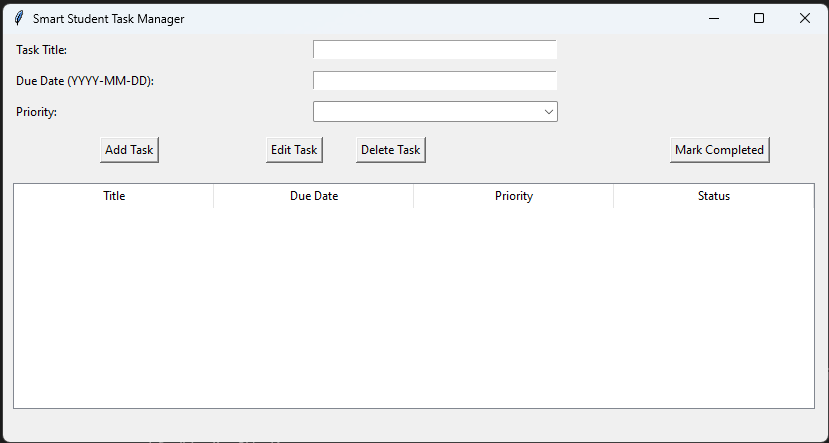 Smart Student Task Manager
Task Title:
Due Date (YYYY-MM-DD):
Priority:
Add Task Edit Task Delete Task Mark Completed
Title Due Date Priority Status